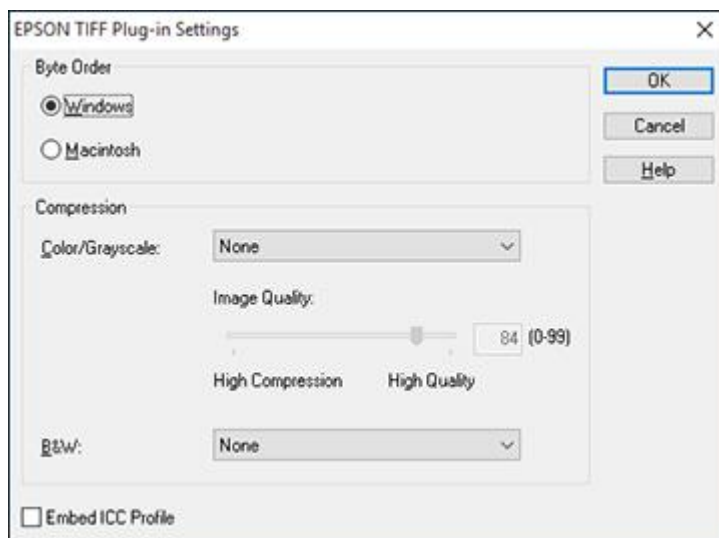 EPSON TIFF Plug-in Settings
Byte Order
Windows
Macintosh
OK
Cancel
Help
Compression
Color/Grayscale: None
Image Quality:
84 (0-99)
High Compression High Quality
B&W: None
Embed ICC Profile